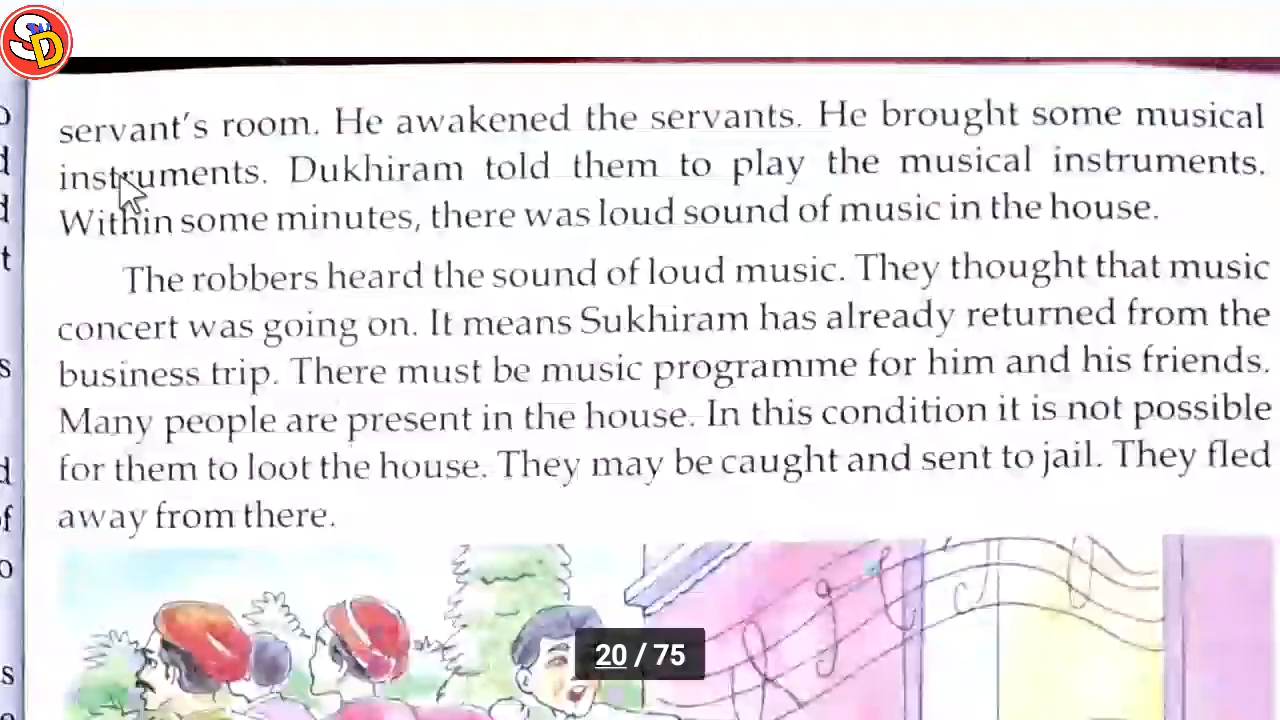 SD
servant's room. He awakened the servants. He brought some musical
instruments. Dukhiram told them to play the musical instruments.
Within some minutes, there was loud sound of music in the house.
The robbers heard the sound of loud music. They thought that music
concert was going on. It means Sukhiram has already returned from the
business trip. There must be music programme for him and his friends.
Many people are present in the house. In this condition it is not possible
for them to loot the house. They may be caught and sent to jail. They fled
away from there.
20 / 75